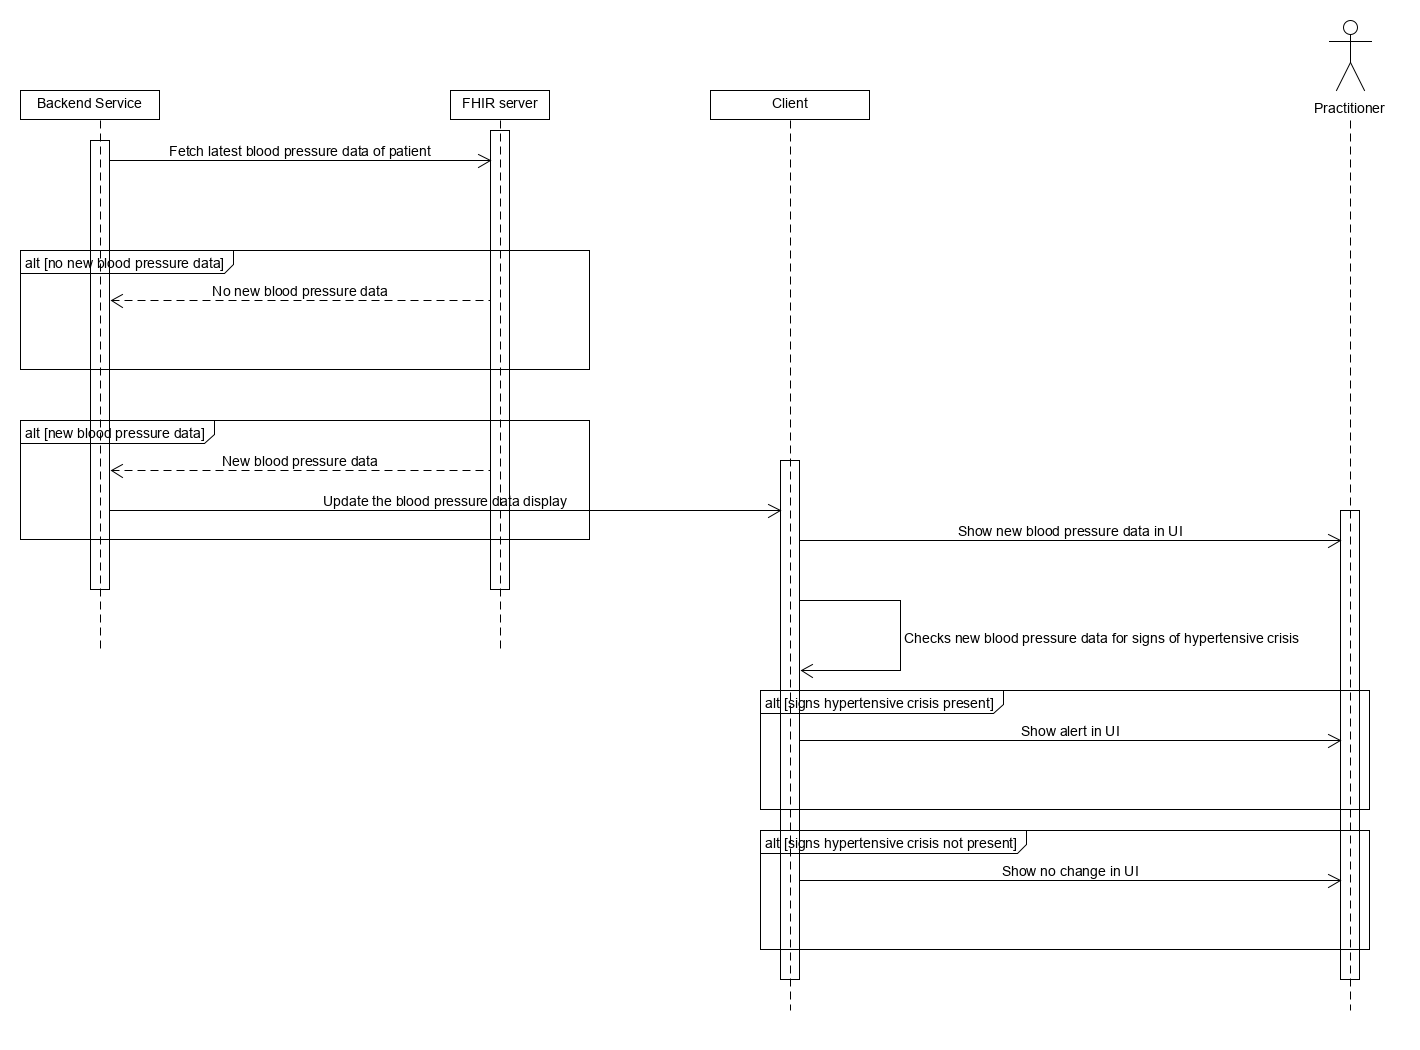 Practitioner
Backend Service
FHIR server
Client
Fetch latest blood pressure data of patient
alt [no new blood pressure data]
No new blood pressure data
alt [new blood pressure data]
New blood pressure data
Update the blood pressure data display
Show new blood pressure data in UI
Checks new blood pressure data for signs of hypertensive crisis
alt [signs hypertensive crisis present]
Show alert in UI
alt [signs hypertensive crisis not present]
Show no change in UI